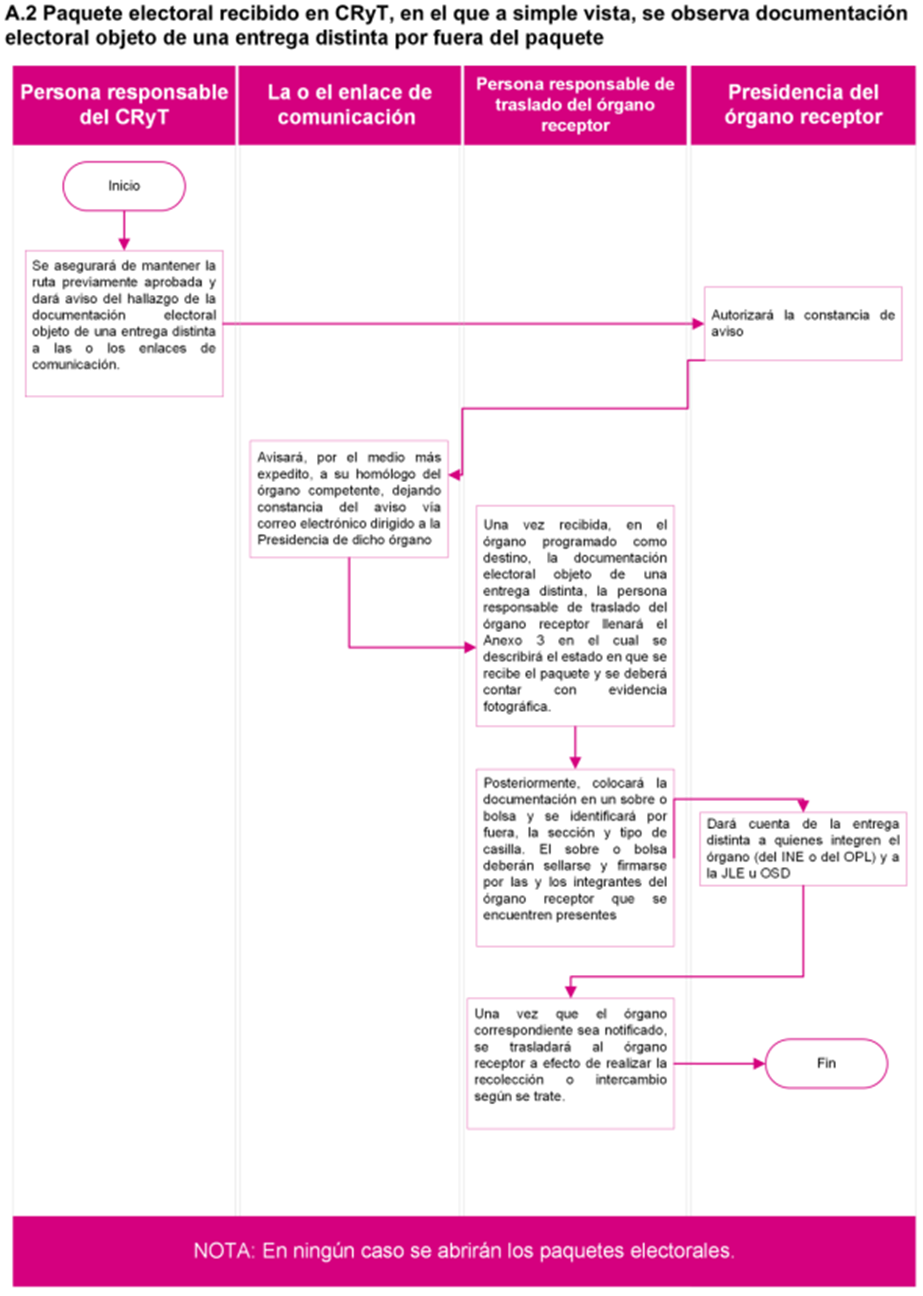 A.2 Paquete electoral recibido en CRyT, en el que a simple vista, se observa documentación
electoral objeto de una entrega distinta por fuera del paquete
Persona responsable
del CRyT
La o el enlace de
comunicación
Persona responsable de
traslado del órgano
receptor
Presidencia del
órgano receptor
Inicio
Se asegurará de mantener la
ruta previamente aprobada y
dará aviso del hallazgo de la
documentación electoral
objeto de una entrega distinta
a las o los enlaces de
comunicación.
Autorizará la constancia de
aviso
Avisará, por el medio más
expedito, a su homólogo del
órgano competente, dejando
constancia del aviso vía
correo electrónico dirigido a la
Presidencia de dicho órgano
Una vez recibida, en el
órgano programado como
destino, la documentación
electoral objeto de una
entrega distinta, la persona
responsable de traslado del
órgano receptor llenará el
Anexo 3 en el cual se
describirá el estado en que se
recibe el paquete y se deberá
contar con evidencia
fotográfica.
Posteriormente, colocará la
documentación en un sobre o
bolsa y se identificará por
fuera, la sección y tipo de
casilla. El sobre o bolsa
deberán sellarse y firmarse
por las y los integrantes del
órgano receptor que se
encuentren presentes
Dará cuenta de la entrega
distinta a quienes integren el
órgano (del INE o del OPL) y a
la JLE u OSD
Una vez que el órgano
correspondiente sea notificado,
se trasladará al órgano
receptor a efecto de realizar la
recolección o intercambio
según se trate.
Fin
NOTA: En ningún caso se abrirán los paquetes electorales.